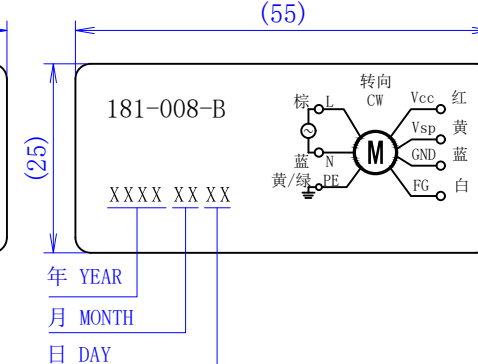 (55)
(25)
181-008-B
转向
CW
棕 L
蓝 N
黄/绿 PE
M
Vcc 红
Vsp 黄
GND 蓝
FG 白
XXXX XX XX
年 YEAR
月 MONTH
日 DAY